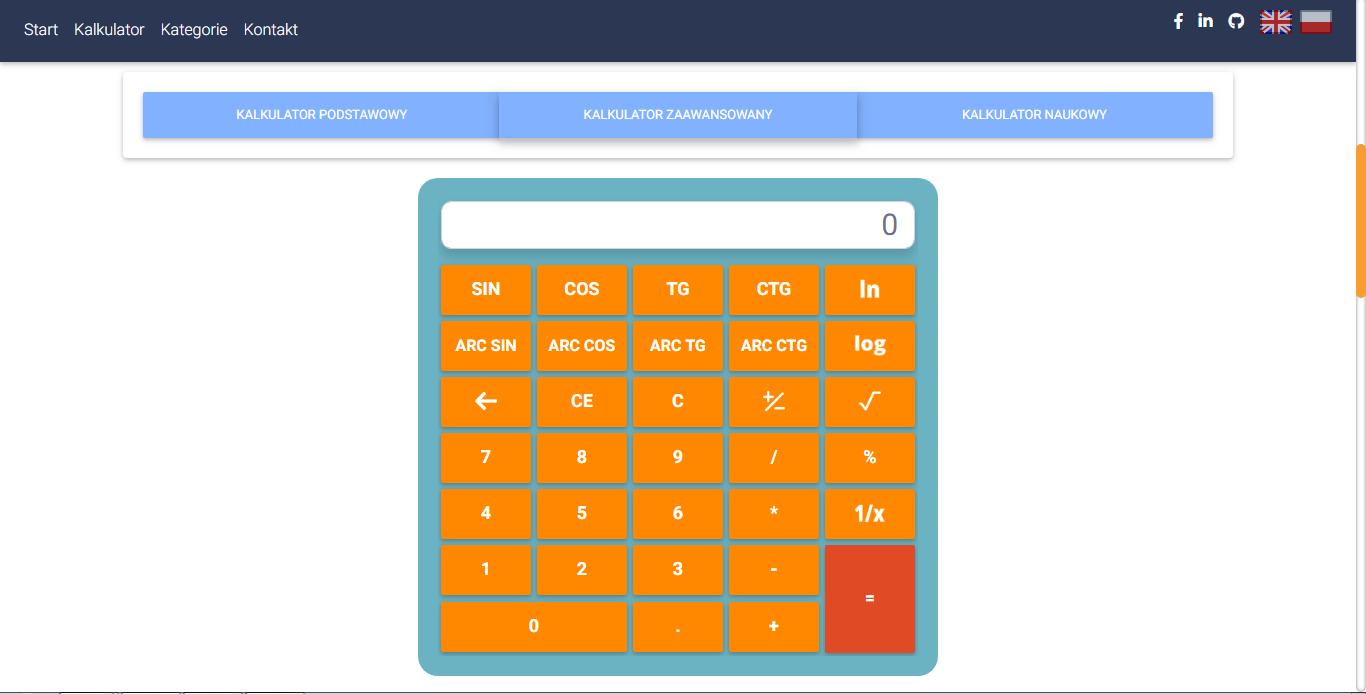 Start Kalkulator Kategorie Kontakt
KALKULATOR PODSTAWOWY KALKULATOR ZAAWANSOWANY KALKULATOR NAUKOWY
0
SIN COS TG CTG ln
ARC SIN ARC COS ARC TG ARC CTG log
← CE C +/− √
7 8 9 / %
4 5 6 * 1/x
1 2 3 -
=
0 . +